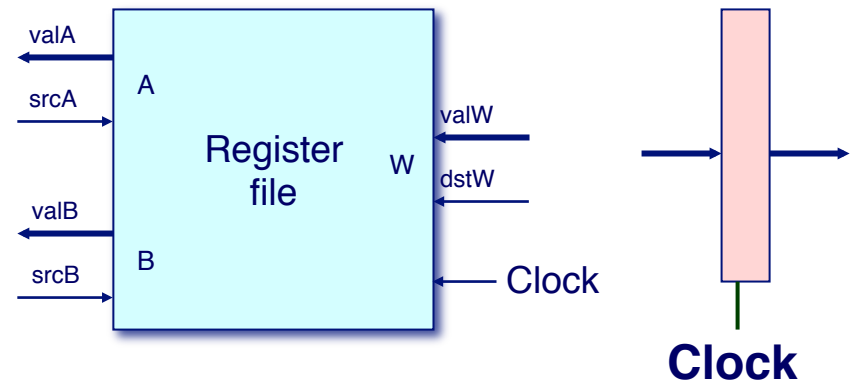 valA
A
srcA
valB
B
srcB
Register
file
W
valW
dstW
Clock
Clock